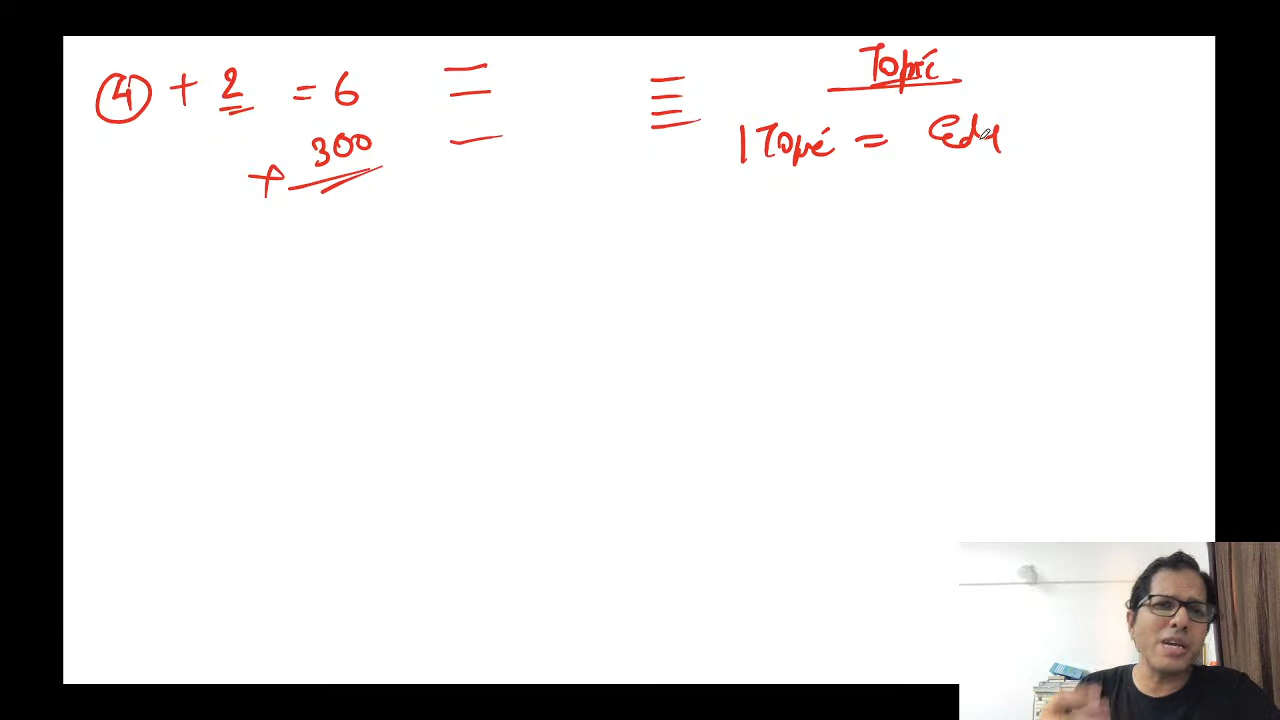 4 + 2 = 6
300
+
Topic
1 Topic = Edu